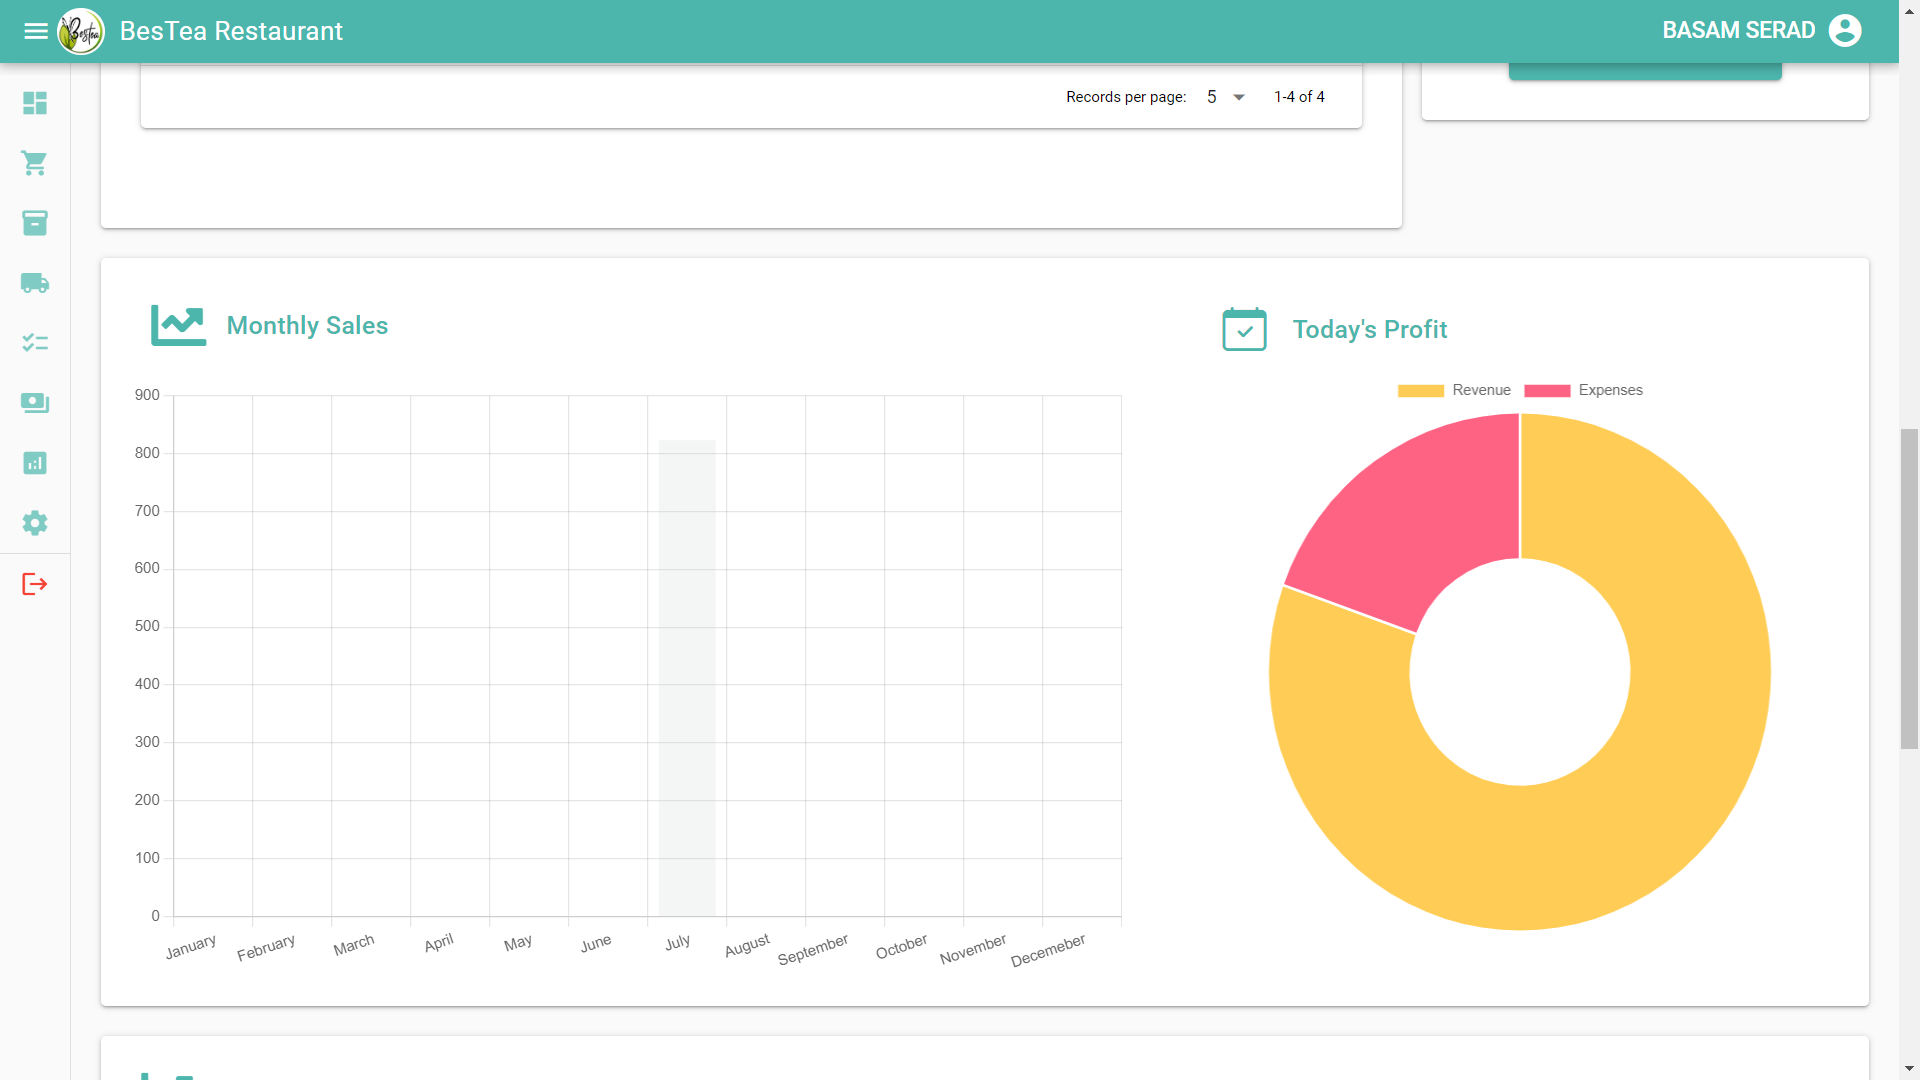 Bestea
BesTea Restaurant
BASAM SERAD
Records per page: 5 1-4 of 4
Monthly Sales
Today's Profit
Revenue Expenses
900
800
700
600
500
400
300
200
100
0
January February March April May June July August September October November Decemeber